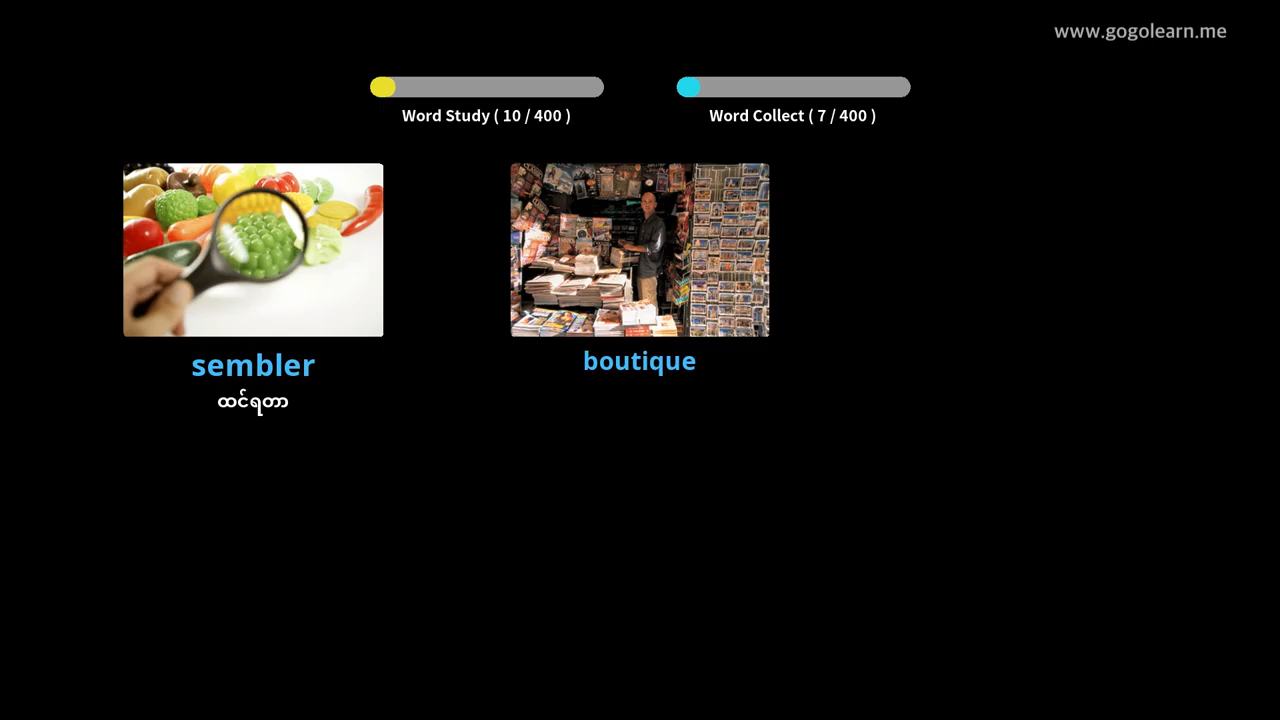 www.gogolearn.me
Word Study ( 10 / 400 )
Word Collect ( 7 / 400 )
sembler
ထင်ရတာ
boutique